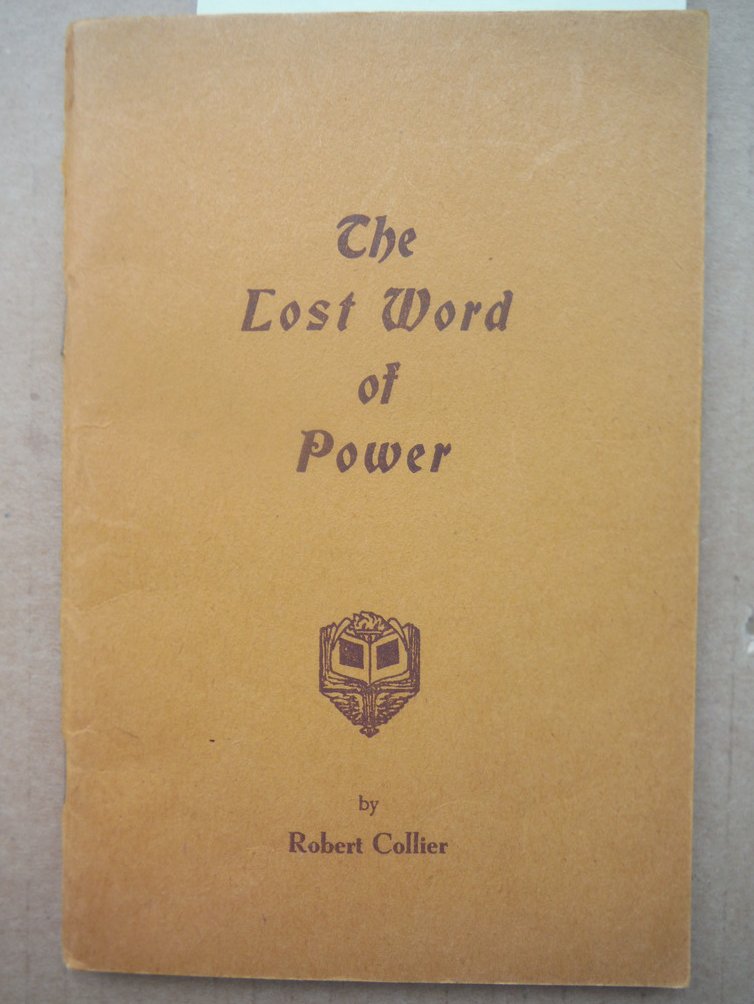 The
Lost Word
of
Power
by
Robert Collier